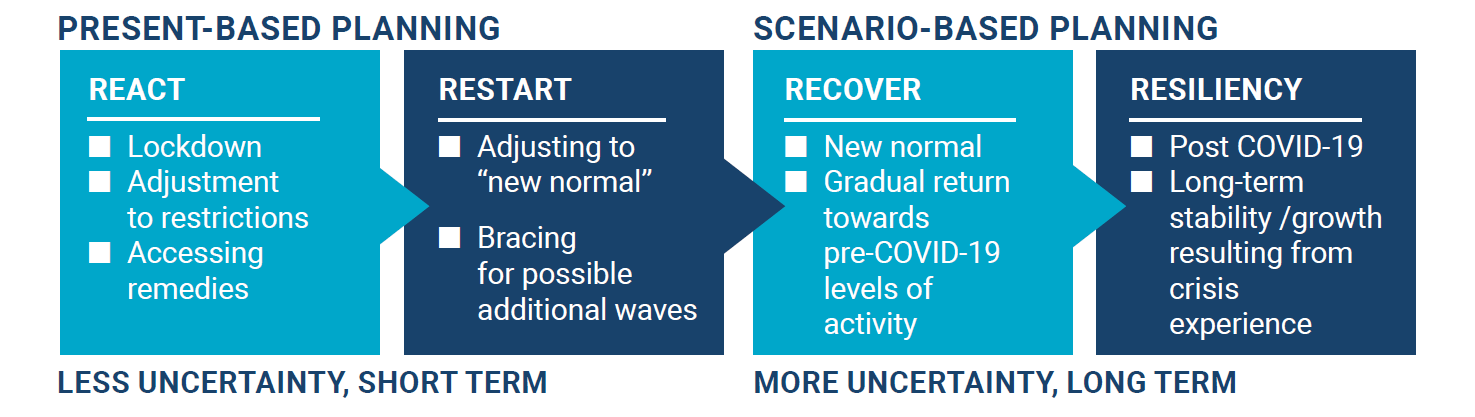 PRESENT-BASED PLANNING
SCENARIO-BASED PLANNING
REACT
Lockdown
Adjustment
to restrictions
Accessing
remedies
RESTART
Adjusting to
“new normal”
Bracing
for possible
additional waves
RECOVER
New normal
Gradual return
towards
pre-COVID-19
levels of
activity
RESILIENCY
Post COVID-19
Long-term
stability /growth
resulting from
crisis
experience
LESS UNCERTAINTY, SHORT TERM
MORE UNCERTAINTY, LONG TERM